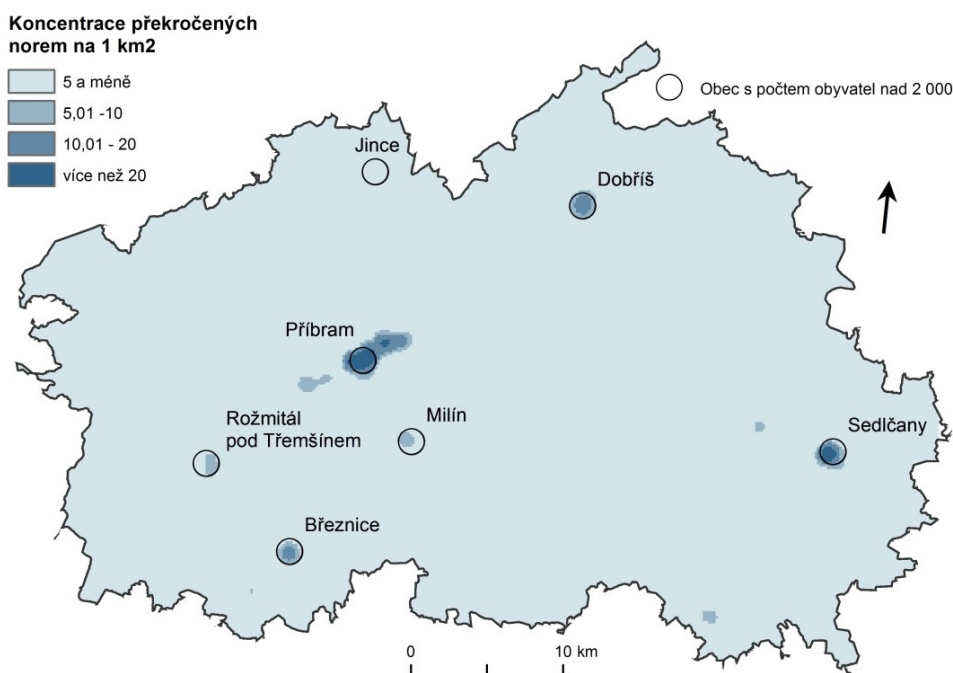 Koncentrace překročených
norem na 1 km2
5 a méně
5,01 -10
10,01 - 20
více než 20
Obec s počtem obyvatel nad 2 000
Jince
Dobříš
Příbram
Rožmitál
pod Třemšínem
Milín
Sedlčany
Březnice
0
10 km